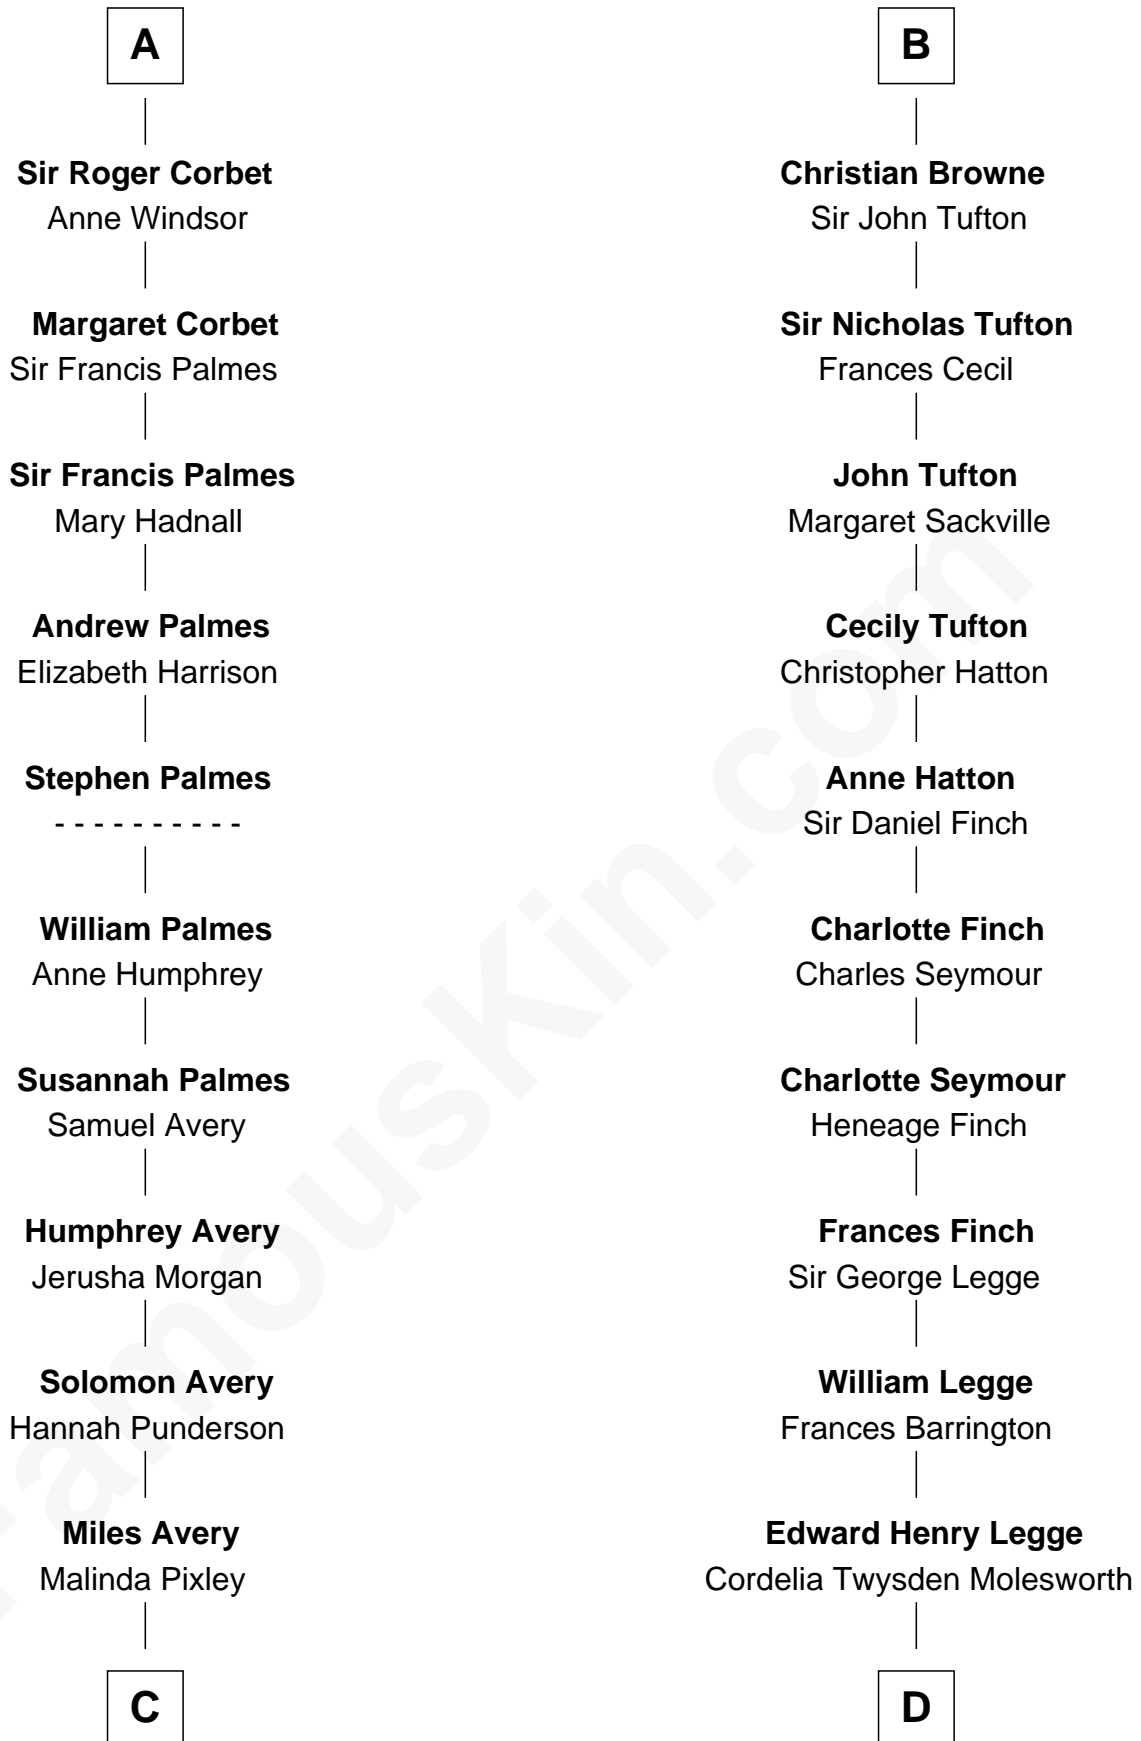 A
Sir Roger Corbet
Anne Windsor
Margaret Corbet
Sir Francis Palmes
Sir Francis Palmes
Mary Hadnall
Andrew Palmes
Elizabeth Harrison
Stephen Palmes
- - - - - - - - - -
William Palmes
Anne Humphrey
Susannah Palmes
Samuel Avery
Humphrey Avery
Jerusha Morgan
Solomon Avery
Hannah Punderson
Miles Avery
Malinda Pixley
C
B
Christian Browne
Sir John Tufton
Sir Nicholas Tufton
Frances Cecil
John Tufton
Margaret Sackville
Cecily Tufton
Christopher Hatton
Anne Hatton
Sir Daniel Finch
Charlotte Finch
Charles Seymour
Charlotte Seymour
Heneage Finch
Frances Finch
Sir George Legge
William Legge
Frances Barrington
Edward Henry Legge
Cordelia Twysden Molesworth
D
FamousKin.com